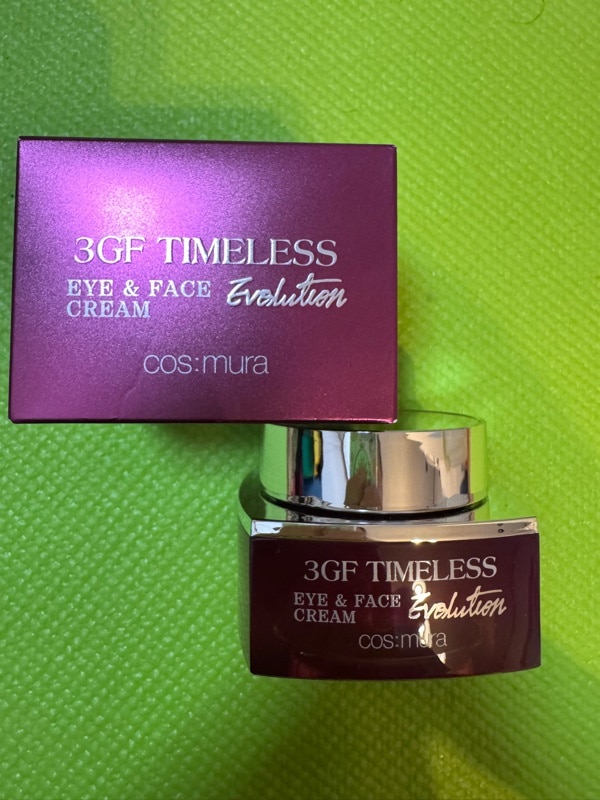 3GF TIMELESS
EYE & FACE Evolution
CREAM
cos:mura
3GF TIMELESS
EYE & FACE Evolution
CREAM
cos:mura